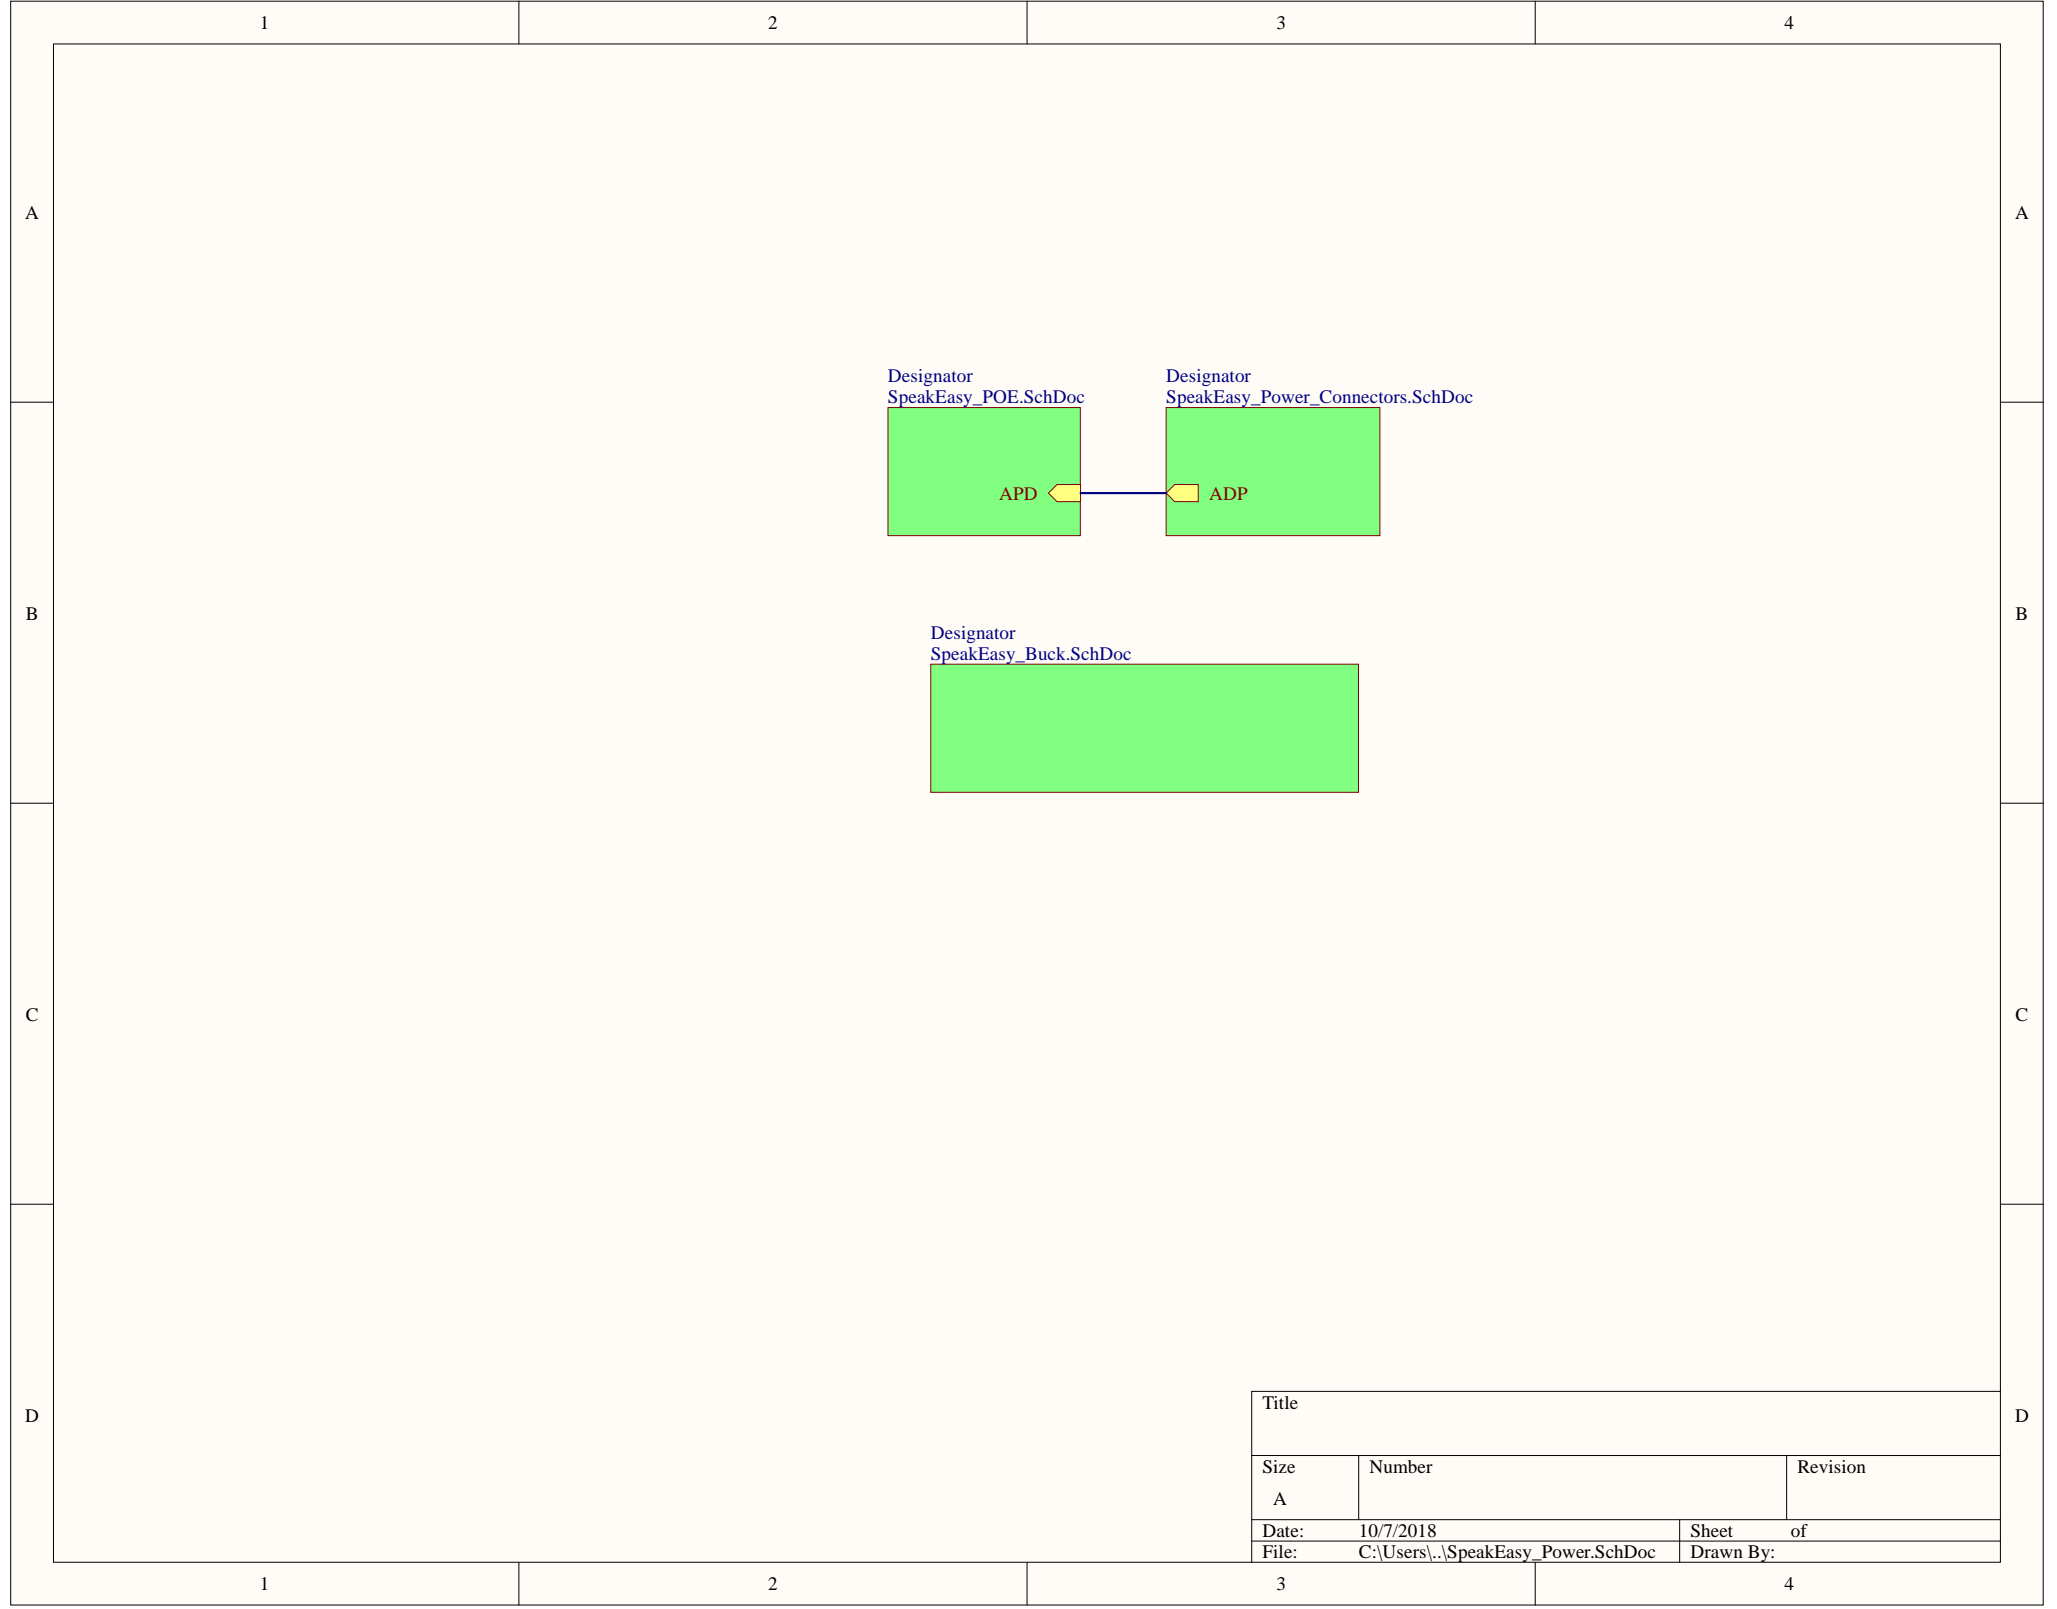 1 2 3 4
A A
Designator Designator
SpeakEasy_POE.SchDoc SpeakEasy_Power_Connectors.SchDoc
APD ADP
B B
Designator
SpeakEasy_Buck.SchDoc
C C
Title
D D
Size Number Revision
A
Date: 10/7/2018 Sheet of
File: C:\Users\..\SpeakEasy_Power.SchDoc Drawn By:
1 2 3 4